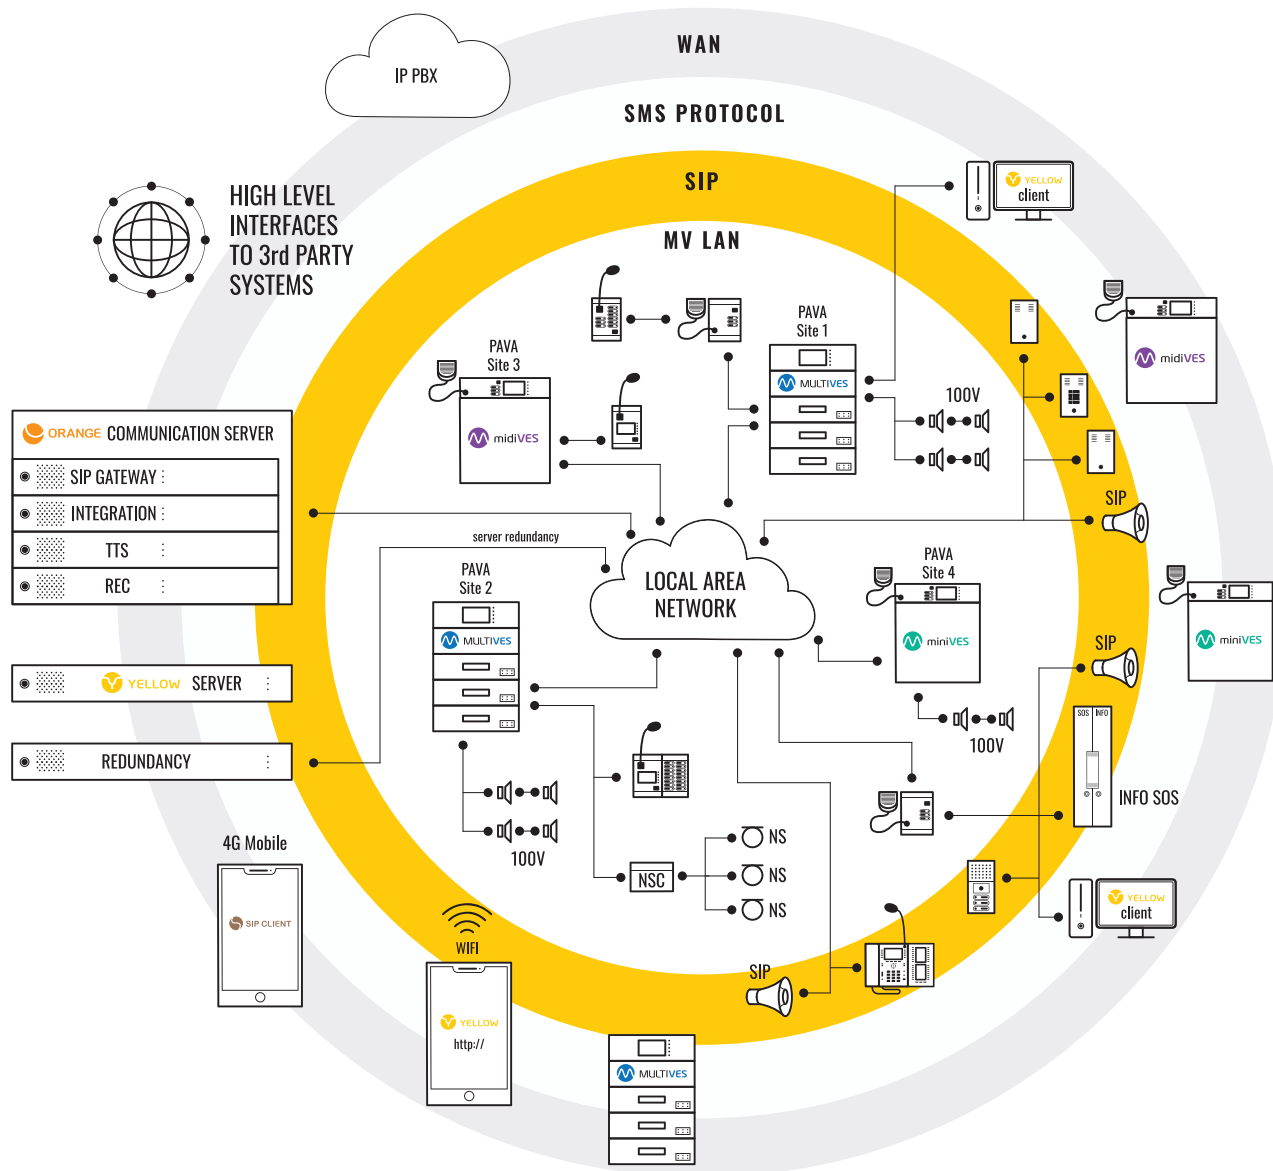 WAN
IP PBX
SMS PROTOCOL
SIP
MV LAN
HIGH LEVEL
INTERFACES
TO 3rd PARTY
SYSTEMS
YELLOW
client
PAVA
Site 1
MULTIVES
100V
PAVA
Site 3
midiVES
midiVES
ORANGE COMMUNICATION SERVER
SIP GATEWAY
INTEGRATION
TTS
REC
SIP
server redundancy
LOCAL AREA
NETWORK
PAVA
Site 2
MULTIVES
PAVA
Site 4
miniVES
100V
SIP
miniVES
YELLOW SERVER
REDUNDANCY
SOS INFO
INFO SOS
100V
NSC
NS
NS
NS
4G Mobile
SIP CLIENT
WIFI
YELLOW
http://
SIP
YELLOW
client
MULTIVES